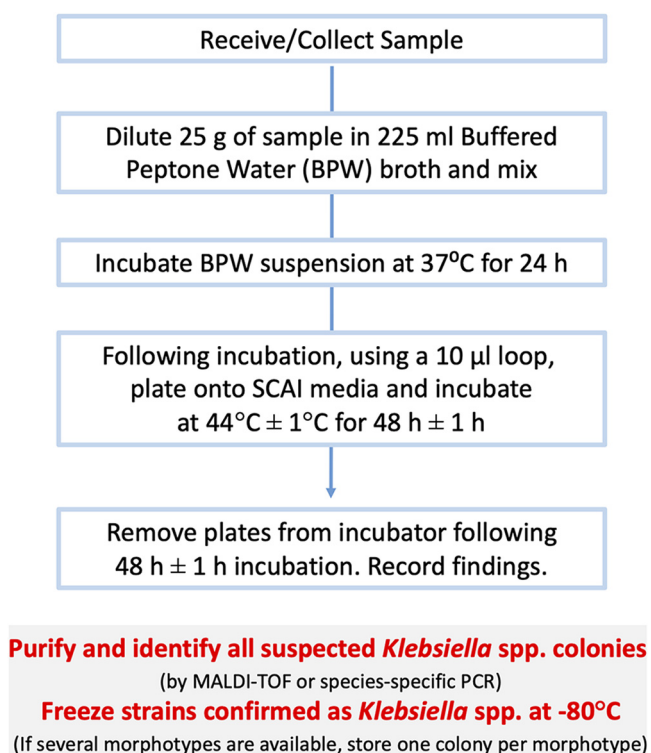 Receive/Collect Sample
Dilute 25 g of sample in 225 ml Buffered
Peptone Water (BPW) broth and mix
Incubate BPW suspension at 37⁰C for 24 h
Following incubation, using a 10 µl loop,
plate onto SCAI media and incubate
at 44°C ± 1°C for 48 h ± 1 h
Remove plates from incubator following
48 h ± 1 h incubation. Record findings.
Purify and identify all suspected Klebsiella spp. colonies
(by MALDI-TOF or species-specific PCR)
Freeze strains confirmed as Klebsiella spp. at -80°C
(If several morphotypes are available, store one colony per morphotype)